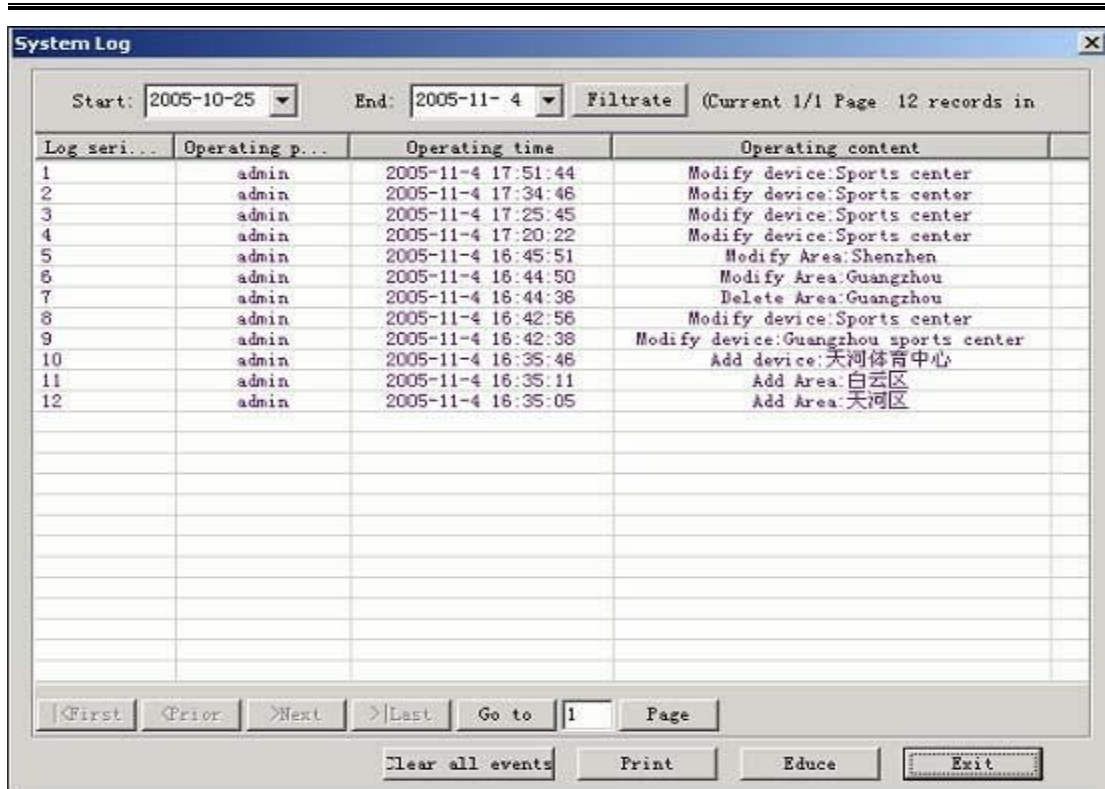 System Log
Start: 2005-10-25 End: 2005-11- 4 Filtrate (Current 1/1 Page 12 records in
Log seri... Operating p... Operating time Operating content
1 admin 2005-11-4 17:51:44 Modify device:Sports center
2 admin 2005-11-4 17:34:46 Modify device:Sports center
3 admin 2005-11-4 17:25:45 Modify device:Sports center
4 admin 2005-11-4 17:20:22 Modify device:Sports center
5 admin 2005-11-4 16:45:51 Modify Area:Shenzhen
6 admin 2005-11-4 16:44:50 Modify Area:Guangzhou
7 admin 2005-11-4 16:44:36 Delete Area:Guangzhou
8 admin 2005-11-4 16:42:56 Modify device:Sports center
9 admin 2005-11-4 16:42:38 Modify device:Guangzhou sports center
10 admin 2005-11-4 16:35:46 Add device:天河体育中心
11 admin 2005-11-4 16:35:11 Add Area:白云区
12 admin 2005-11-4 16:35:05 Add Area:天河区
|<First <Prior >Next >|Last Go to 1 Page
Clear all events Print Educe Exit